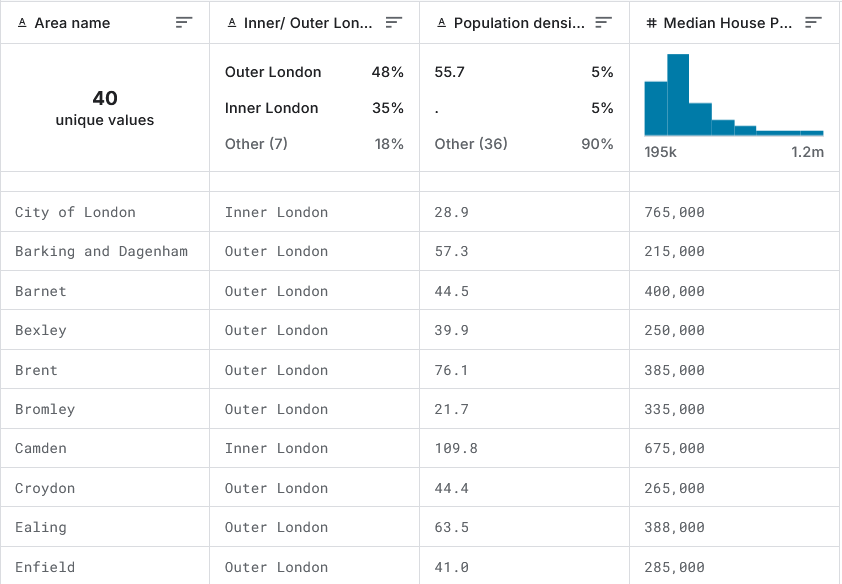 A Area name
A Inner/ Outer Lon...
A Population densi...
# Median House P...
40
unique values
Outer London 48%
Inner London 35%
Other (7) 18%
55.7 5%
. 5%
Other (36) 90%
195k 1.2m
City of London Inner London 28.9 765,000
Barking and Dagenham Outer London 57.3 215,000
Barnet Outer London 44.5 400,000
Bexley Outer London 39.9 250,000
Brent Outer London 76.1 385,000
Bromley Outer London 21.7 335,000
Camden Inner London 109.8 675,000
Croydon Outer London 44.4 265,000
Ealing Outer London 63.5 388,000
Enfield Outer London 41.0 285,000